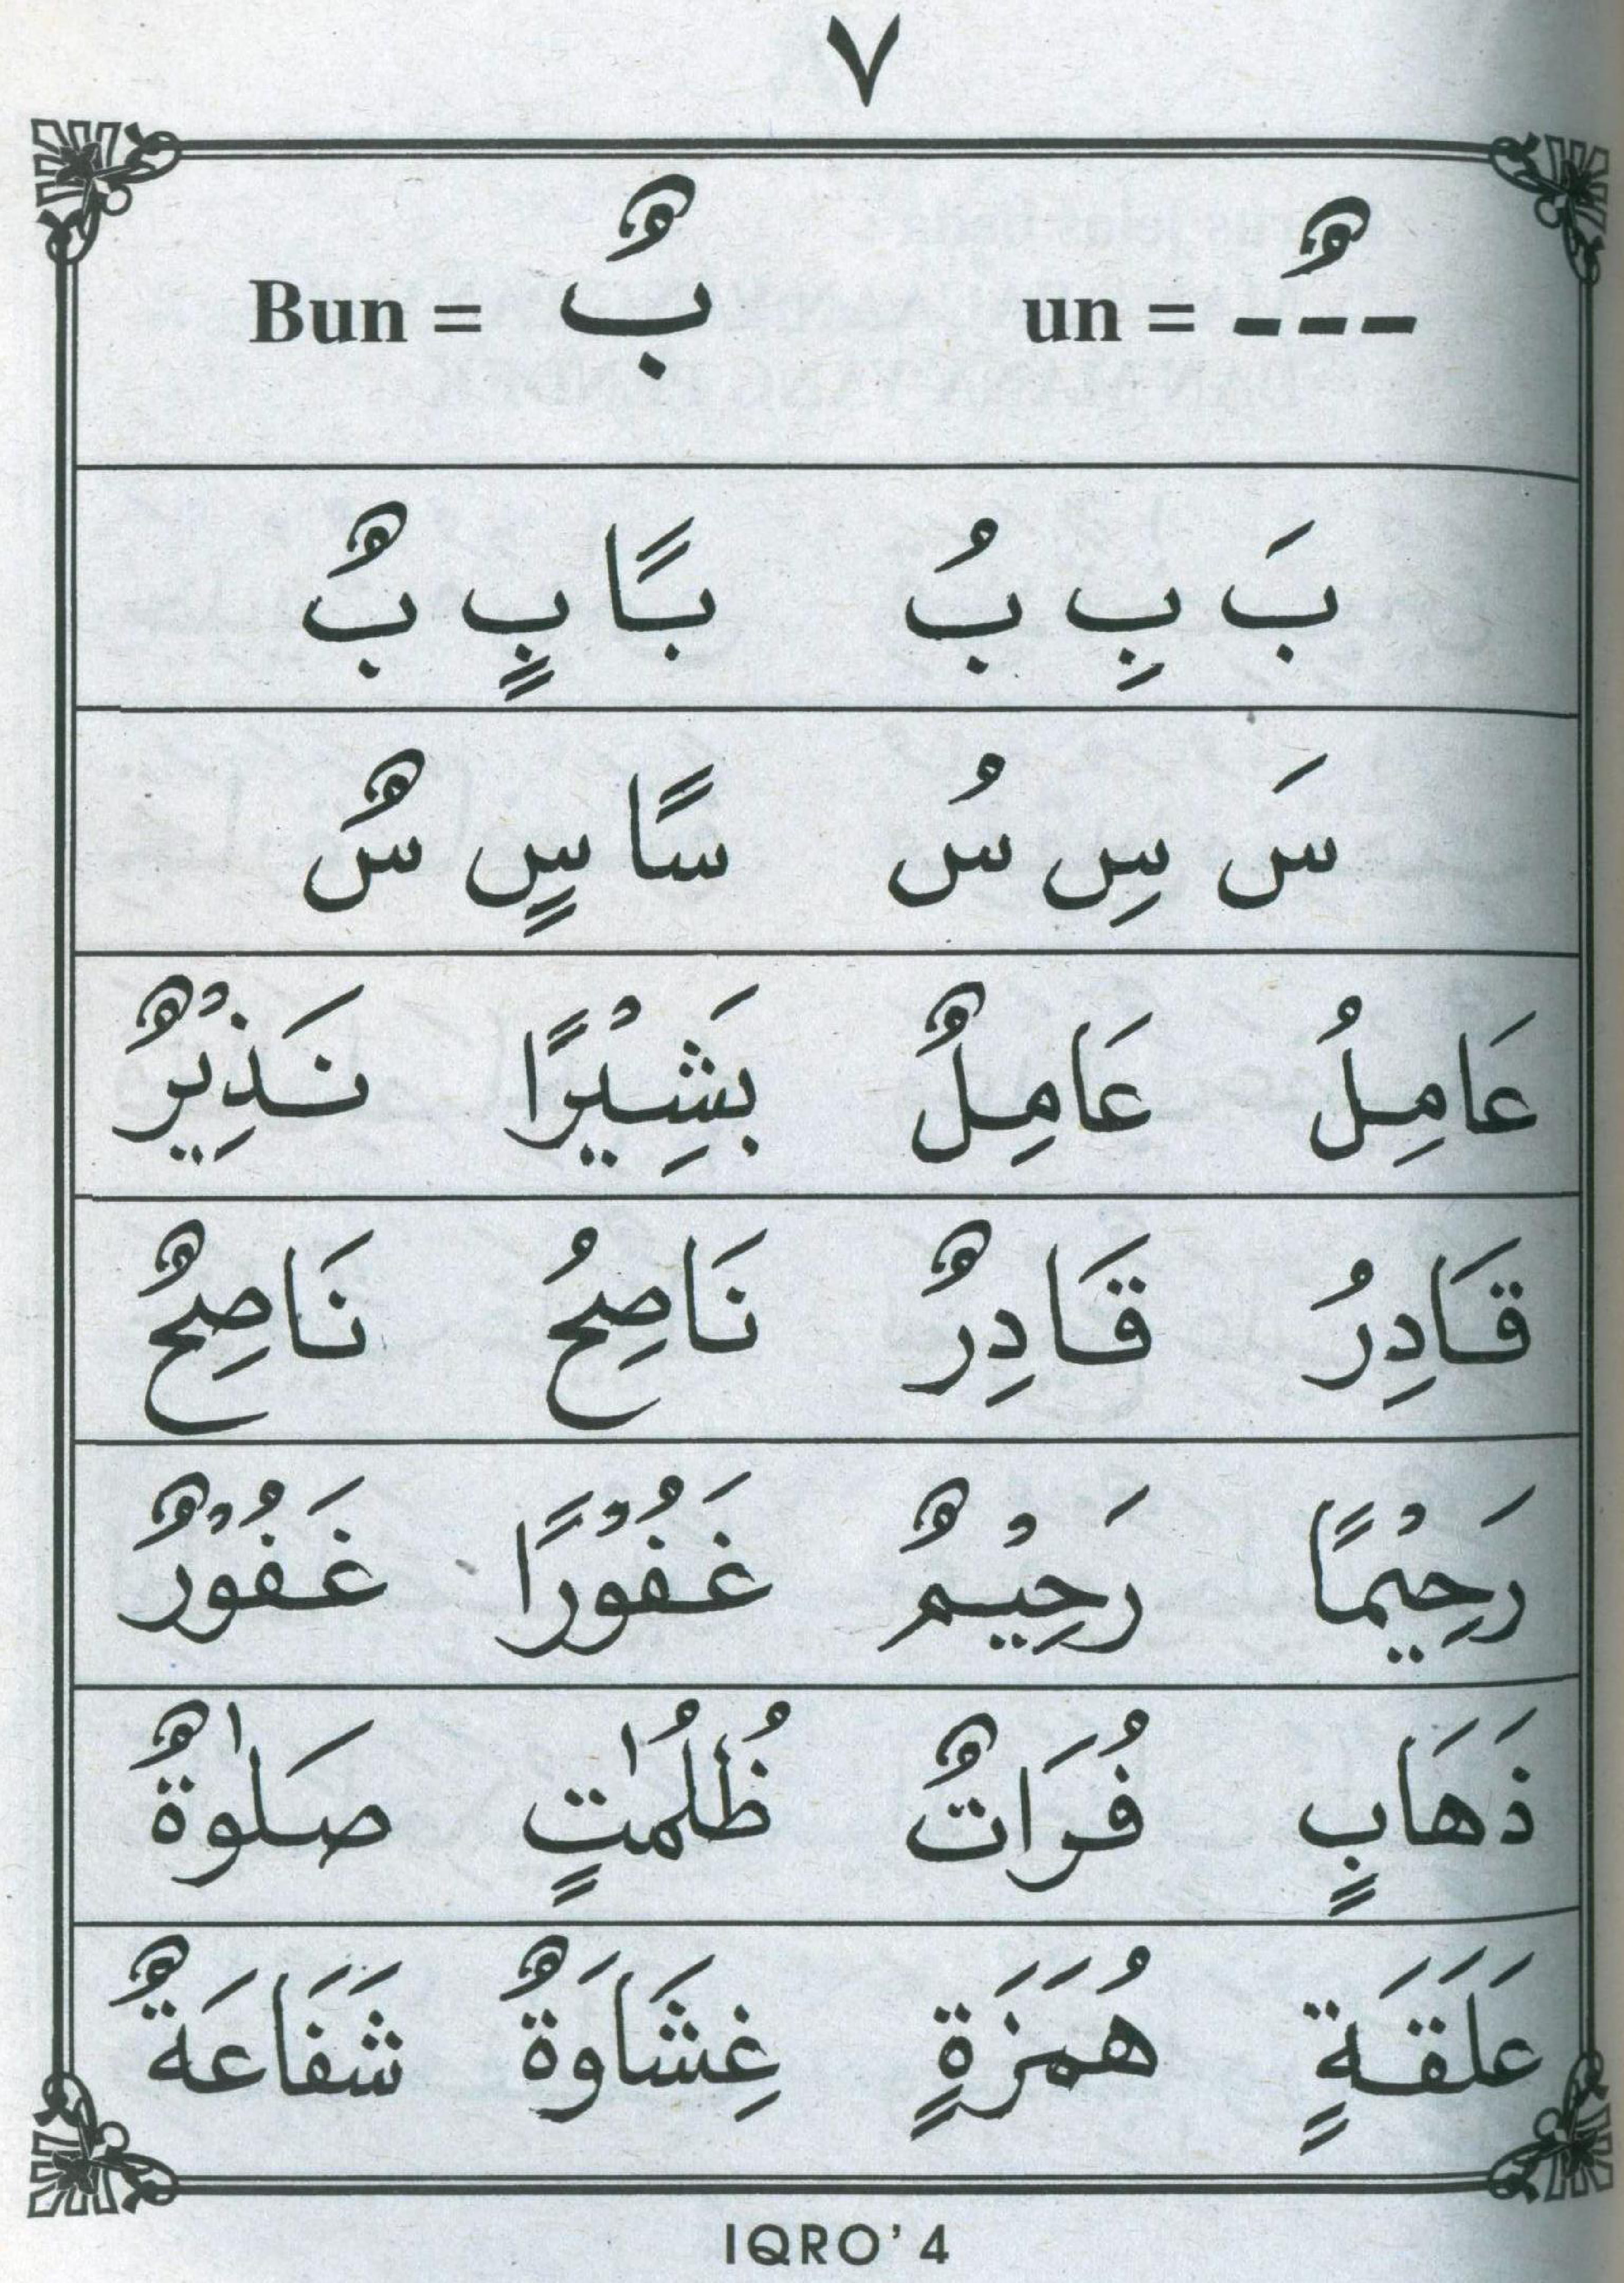 ٧
ـٌ = un بٌ = Bun
بَ بِ بُ بًا بٍ بٌ
سَ سِ سُ سًا سٍ سٌ
عَامِلُ عَامِلٌ بَشِيْرًا نَذِيْرٌ
قَادِرُ قَادِرٌ نَاصِحُ نَاصِحٌ
رَحِيْمًا رَحِيْمٌ غَفُوْرًا غَفُوْرٌ
ذَهَابٍ فُرَاتٌ ظُلُمٰتٍ صَلٰوةٌ
عَلَقَةٍ هُمَزَةٍ غِشَاوَةٌ شَفَاعَةٌ
IQRO'4